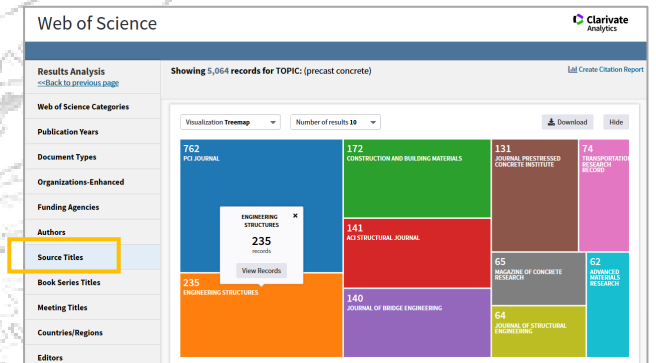 Web of Science
Clarivate
Analytics
Results Analysis
<<Back to previous page
Showing 5,064 records for TOPIC: (precast concrete)
Create Citation Report
Web of Science Categories
Publication Years
Document Types
Organizations-Enhanced
Funding Agencies
Authors
Source Titles
Book Series Titles
Meeting Titles
Countries/Regions
Editors
Visualization Treemap
Number of results 10
Download
Hide
762
PCI JOURNAL
172
CONSTRUCTION AND BUILDING MATERIALS
131
JOURNAL PRESTRESSED
CONCRETE INSTITUTE
74
TRANSPORTATION
RESEARCH
RECORD
ENGINEERING
STRUCTURES
×
235
records
View Records
141
ACI STRUCTURAL JOURNAL
235
ENGINEERING STRUCTURES
140
JOURNAL OF BRIDGE ENGINEERING
65
MAGAZINE OF CONCRETE
RESEARCH
62
ADVANCED
MATERIALS
RESEARCH
64
JOURNAL OF STRUCTURAL
ENGINEERING